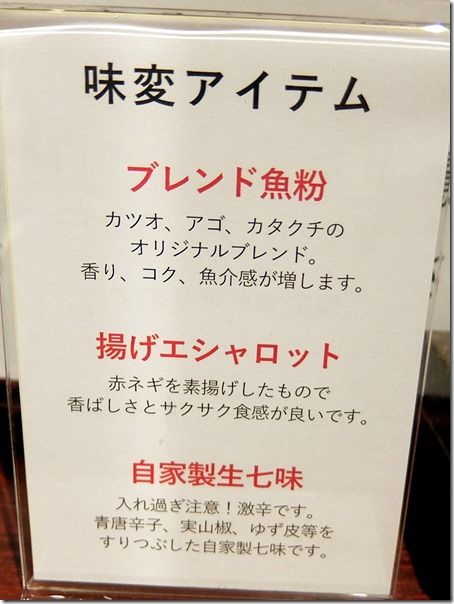 味変アイテム
ブレンド魚粉
カツオ、アゴ、カタクチの
オリジナルブレンド。
香り、コク、魚介感が増します。
揚げエシャロット
赤ネギを素揚げしたもので
香ばしさとサクサク食感が良いです。
自家製生七味
入れ過ぎ注意！激辛です。
青唐辛子、実山椒、ゆず皮等を
すりつぶした自家製七味です。